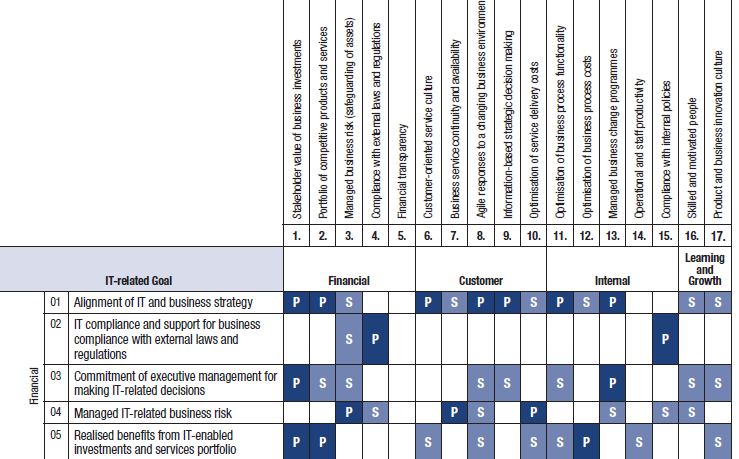 Stakeholder value of business investments
Portfolio of competitive products and services
Managed business risk (safeguarding of assets)
Compliance with external laws and regulations
Financial transparency
Customer-oriented service culture
Business service continuity and availability
Agile responses to a changing business environmen
Information-based strategic decision making
Optimisation of service delivery costs
Optimisation of business process functionality
Optimisation of business process costs
Managed business change programmes
Operational and staff productivity
Compliance with internal policies
Skilled and motivated people
Product and business innovation culture
1. 2. 3. 4. 5. 6. 7. 8. 9. 10. 11. 12. 13. 14. 15. 16. 17.
IT-related Goal
Financial
Customer
Internal
Learning
and
Growth
Financial
01 Alignment of IT and business strategy P P S P S P P S P S P S S
02 IT compliance and support for business
compliance with external laws and
regulations
S P P
03 Commitment of executive management for
making IT-related decisions
P S S S S S P S S
04 Managed IT-related business risk P S P S P S S S
05 Realised benefits from IT-enabled
investments and services portfolio
P P S S S S P S S